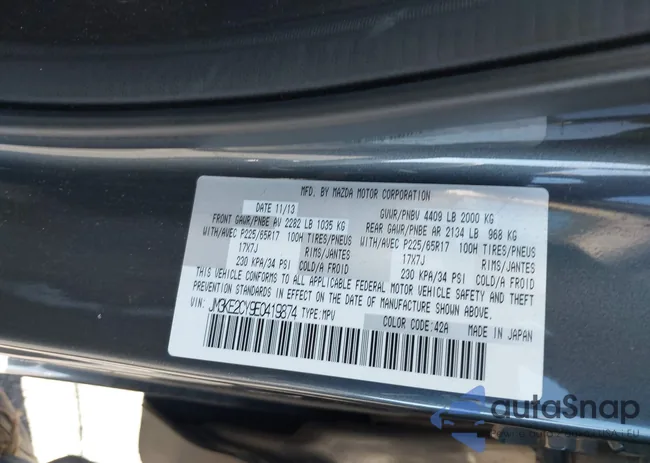 MFD. BY MAZDA MOTOR CORPORATION
DATE 11/13 GVWR/PNBV 4409 LB 2000 KG
FRONT GAWR/PNBE AV 2282 LB 1035 KG REAR GAWR/PNBE AR 2134 LB 968 KG
WITH/AVEC P225/65R17 100H TIRES/PNEUS WITH/AVEC P225/65R17 100H TIRES/PNEUS
17X7J RIMS/JANTES 17X7J RIMS/JANTES
230 KPA/34 PSI COLD/A FROID 230 KPA/34 PSI COLD/A FROID
THIS VEHICLE CONFORMS TO ALL APPLICABLE FEDERAL MOTOR VEHICLE SAFETY AND THEFT
PREVENTION STANDARDS IN EFFECT ON THE DATE OF MANUFACTURE SHOWN ABOVE.
JM3KE2CY9E0419874 TYPE:MPV COLOR CODE:42A MADE IN JAPAN
autoSnap